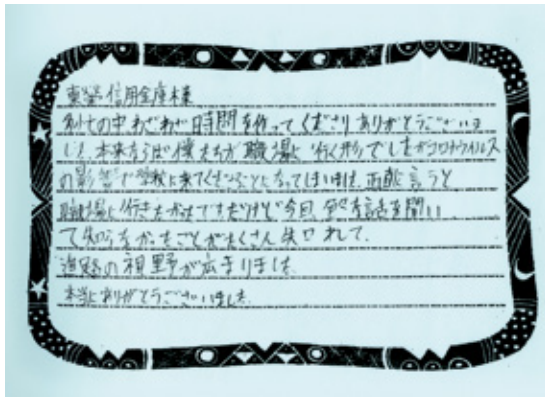 東榮信用金庫様
の中わざわざ時間を作ってくださりありがとうございま
した。本来ならば僕たちが職場に行く形でしたがコロナウイルス
の影響で学校に来てくださることになってしまいました。正直言うと
職場に行きたかったですだけど今日、色々な話を聞い
て知らなかったことがたくさん知れて、
進路の視野が広まりました。
本当にありがとうございました。